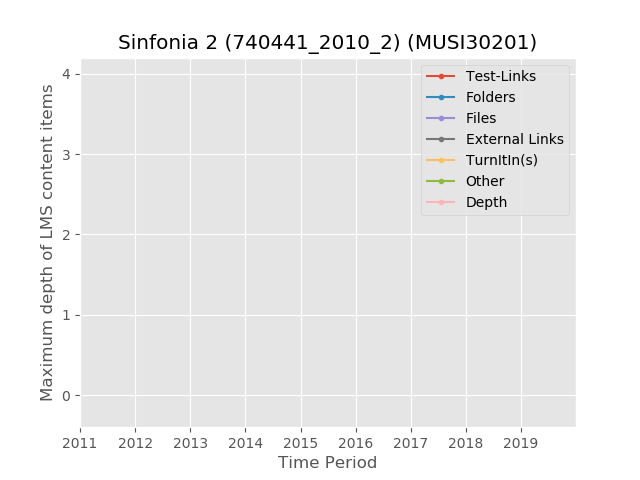 Sinfonia 2 (740441_2010_2) (MUSI30201)
Test-Links
Folders
Files
External Links
TurnItIn(s)
Other
Depth
Maximum depth of LMS content items
4
3
2
1
0
2011 2012 2013 2014 2015 2016 2017 2018 2019
Time Period